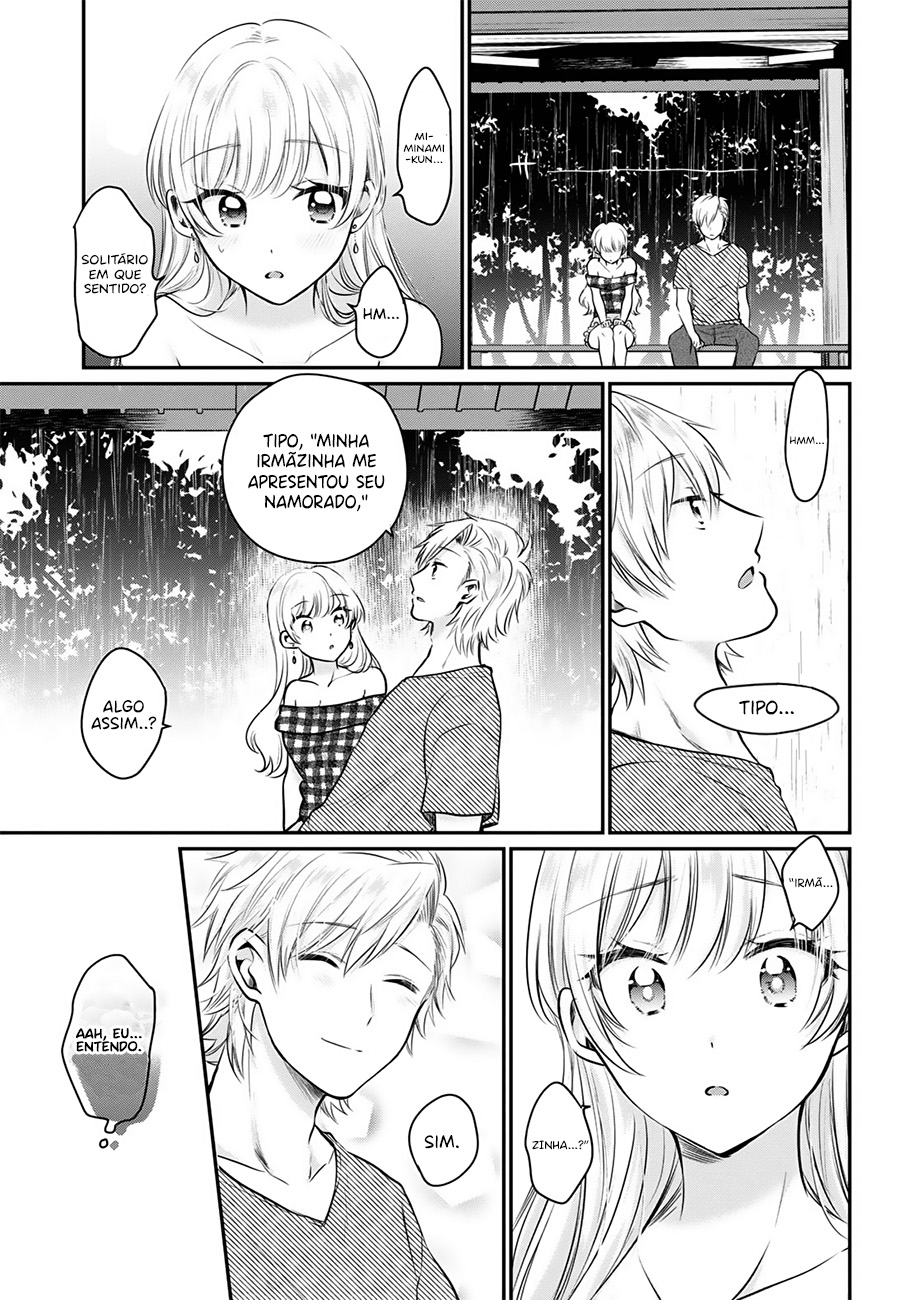 MI-
MINAMI
-KUN...
HM...
SOLITÁRIO
EM QUE
SENTIDO?
HMM...
TIPO...
TIPO, "MINHA
IRMÃZINHA ME
APRESENTOU SEU
NAMORADO,"
ALGO
ASSIM..?
"IRMÃ...
ZINHA...?"
SIM.
AAH, EU...
ENTENDO.